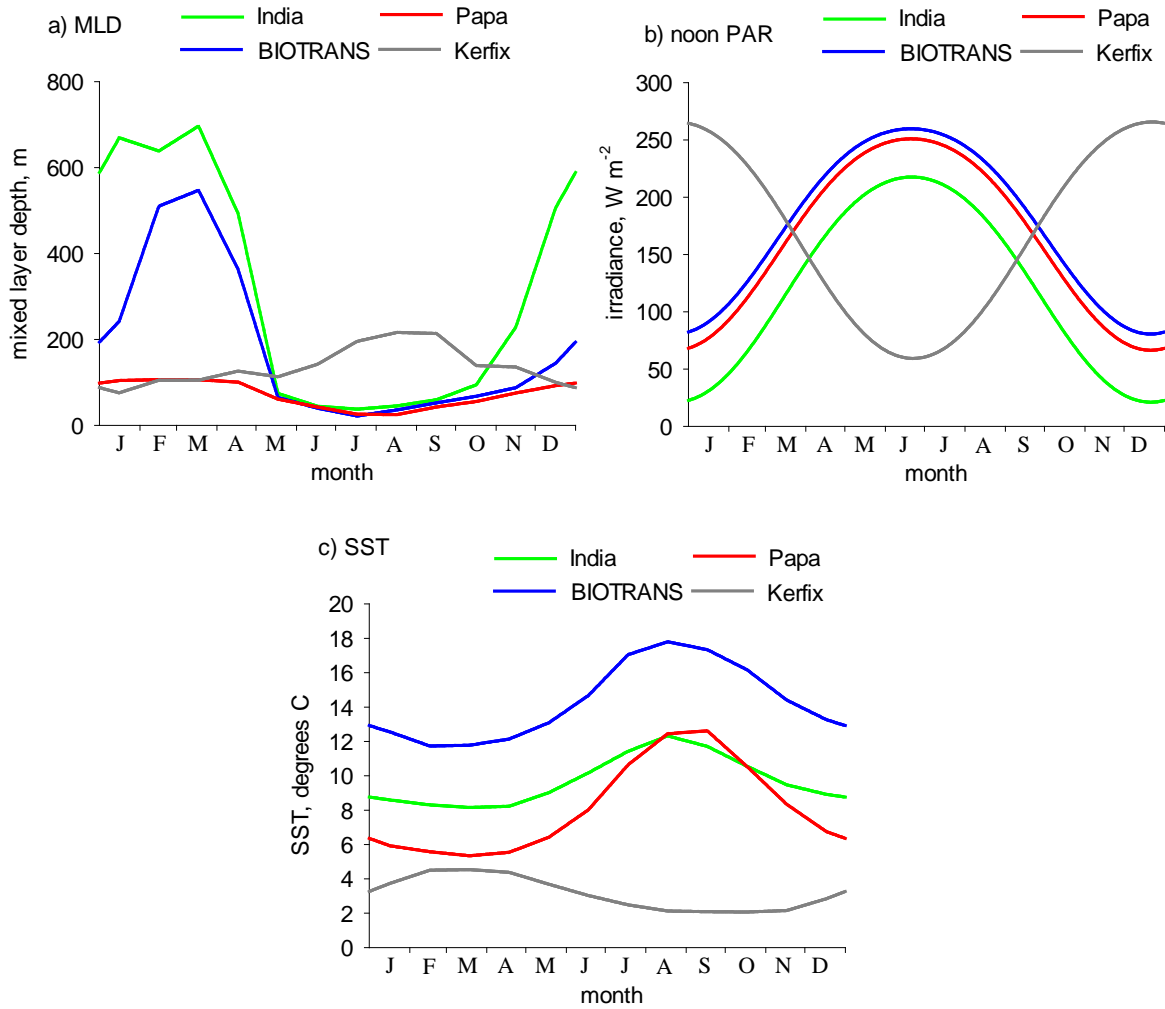 a) MLD
India
Papa
BIOTRANS
Kerfix
800
600
400
200
0
mixed layer depth, m
J F M A M J J A S O N D
month
b) noon PAR
India
Papa
BIOTRANS
Kerfix
300
250
200
150
100
50
0
irradiance, W m-2
J F M A M J J A S O N D
month
c) SST
India
Papa
BIOTRANS
Kerfix
20
18
16
14
12
10
8
6
4
2
0
SST, degrees C
J F M A M J J A S O N D
month